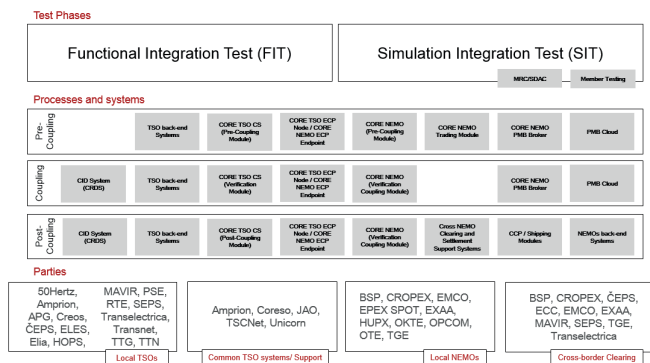 Test Phases
Functional Integration Test (FIT)
Simulation Integration Test (SIT)
MRC/SDAC
Member Testing
Processes and systems
Pre-
Coupling
TSO back-end
Systems
CORE TSO CS
(Pre-Coupling
Module)
CORE TSO ECP
Node / CORE
NEMO ECP
Endpoint
CORE NEMO
(Pre-Coupling
Module)
CORE NEMO
Trading Module
CORE NEMO
PMB Broker
PMB Cloud
Coupling
CID System
(CRDS)
TSO back-end
Systems
CORE TSO CS
(Verification
Module)
CORE TSO ECP
Node / CORE
NEMO ECP
Endpoint
CORE NEMO
(Verification
Coupling Module)
CORE NEMO
PMB Broker
PMB Cloud
Post-
Coupling
CID System
(CRDS)
TSO back-end
Systems
CORE TSO CS
(Post-Coupling
Module)
CORE TSO ECP
Node / CORE
NEMO ECP
Endpoint
CORE NEMO
(Verification
Coupling Module)
Cross NEMO
Clearing and
Settlement
Support Systems
CCP / Shipping
Modules
NEMOs back-end
Systems
Parties
50Hertz,
Amprion,
APG, Creos,
ČEPS, ELES,
Elia, HOPS,
MAVIR, PSE,
RTE, SEPS,
Transelectrica,
Transnet,
TTG, TTN
Local TSOs
Amprion, Coreso, JAO,
TSCNet, Unicorn
Common TSO systems/ Support
BSP, CROPEX, EMCO,
EPEX SPOT, EXAA,
HUPX, OKTE, OPCOM,
OTE, TGE
Local NEMOs
BSP, CROPEX, ČEPS,
ECC, EMCO, EXAA,
MAVIR, SEPS, TGE,
Transelectrica
Cross-border Clearing